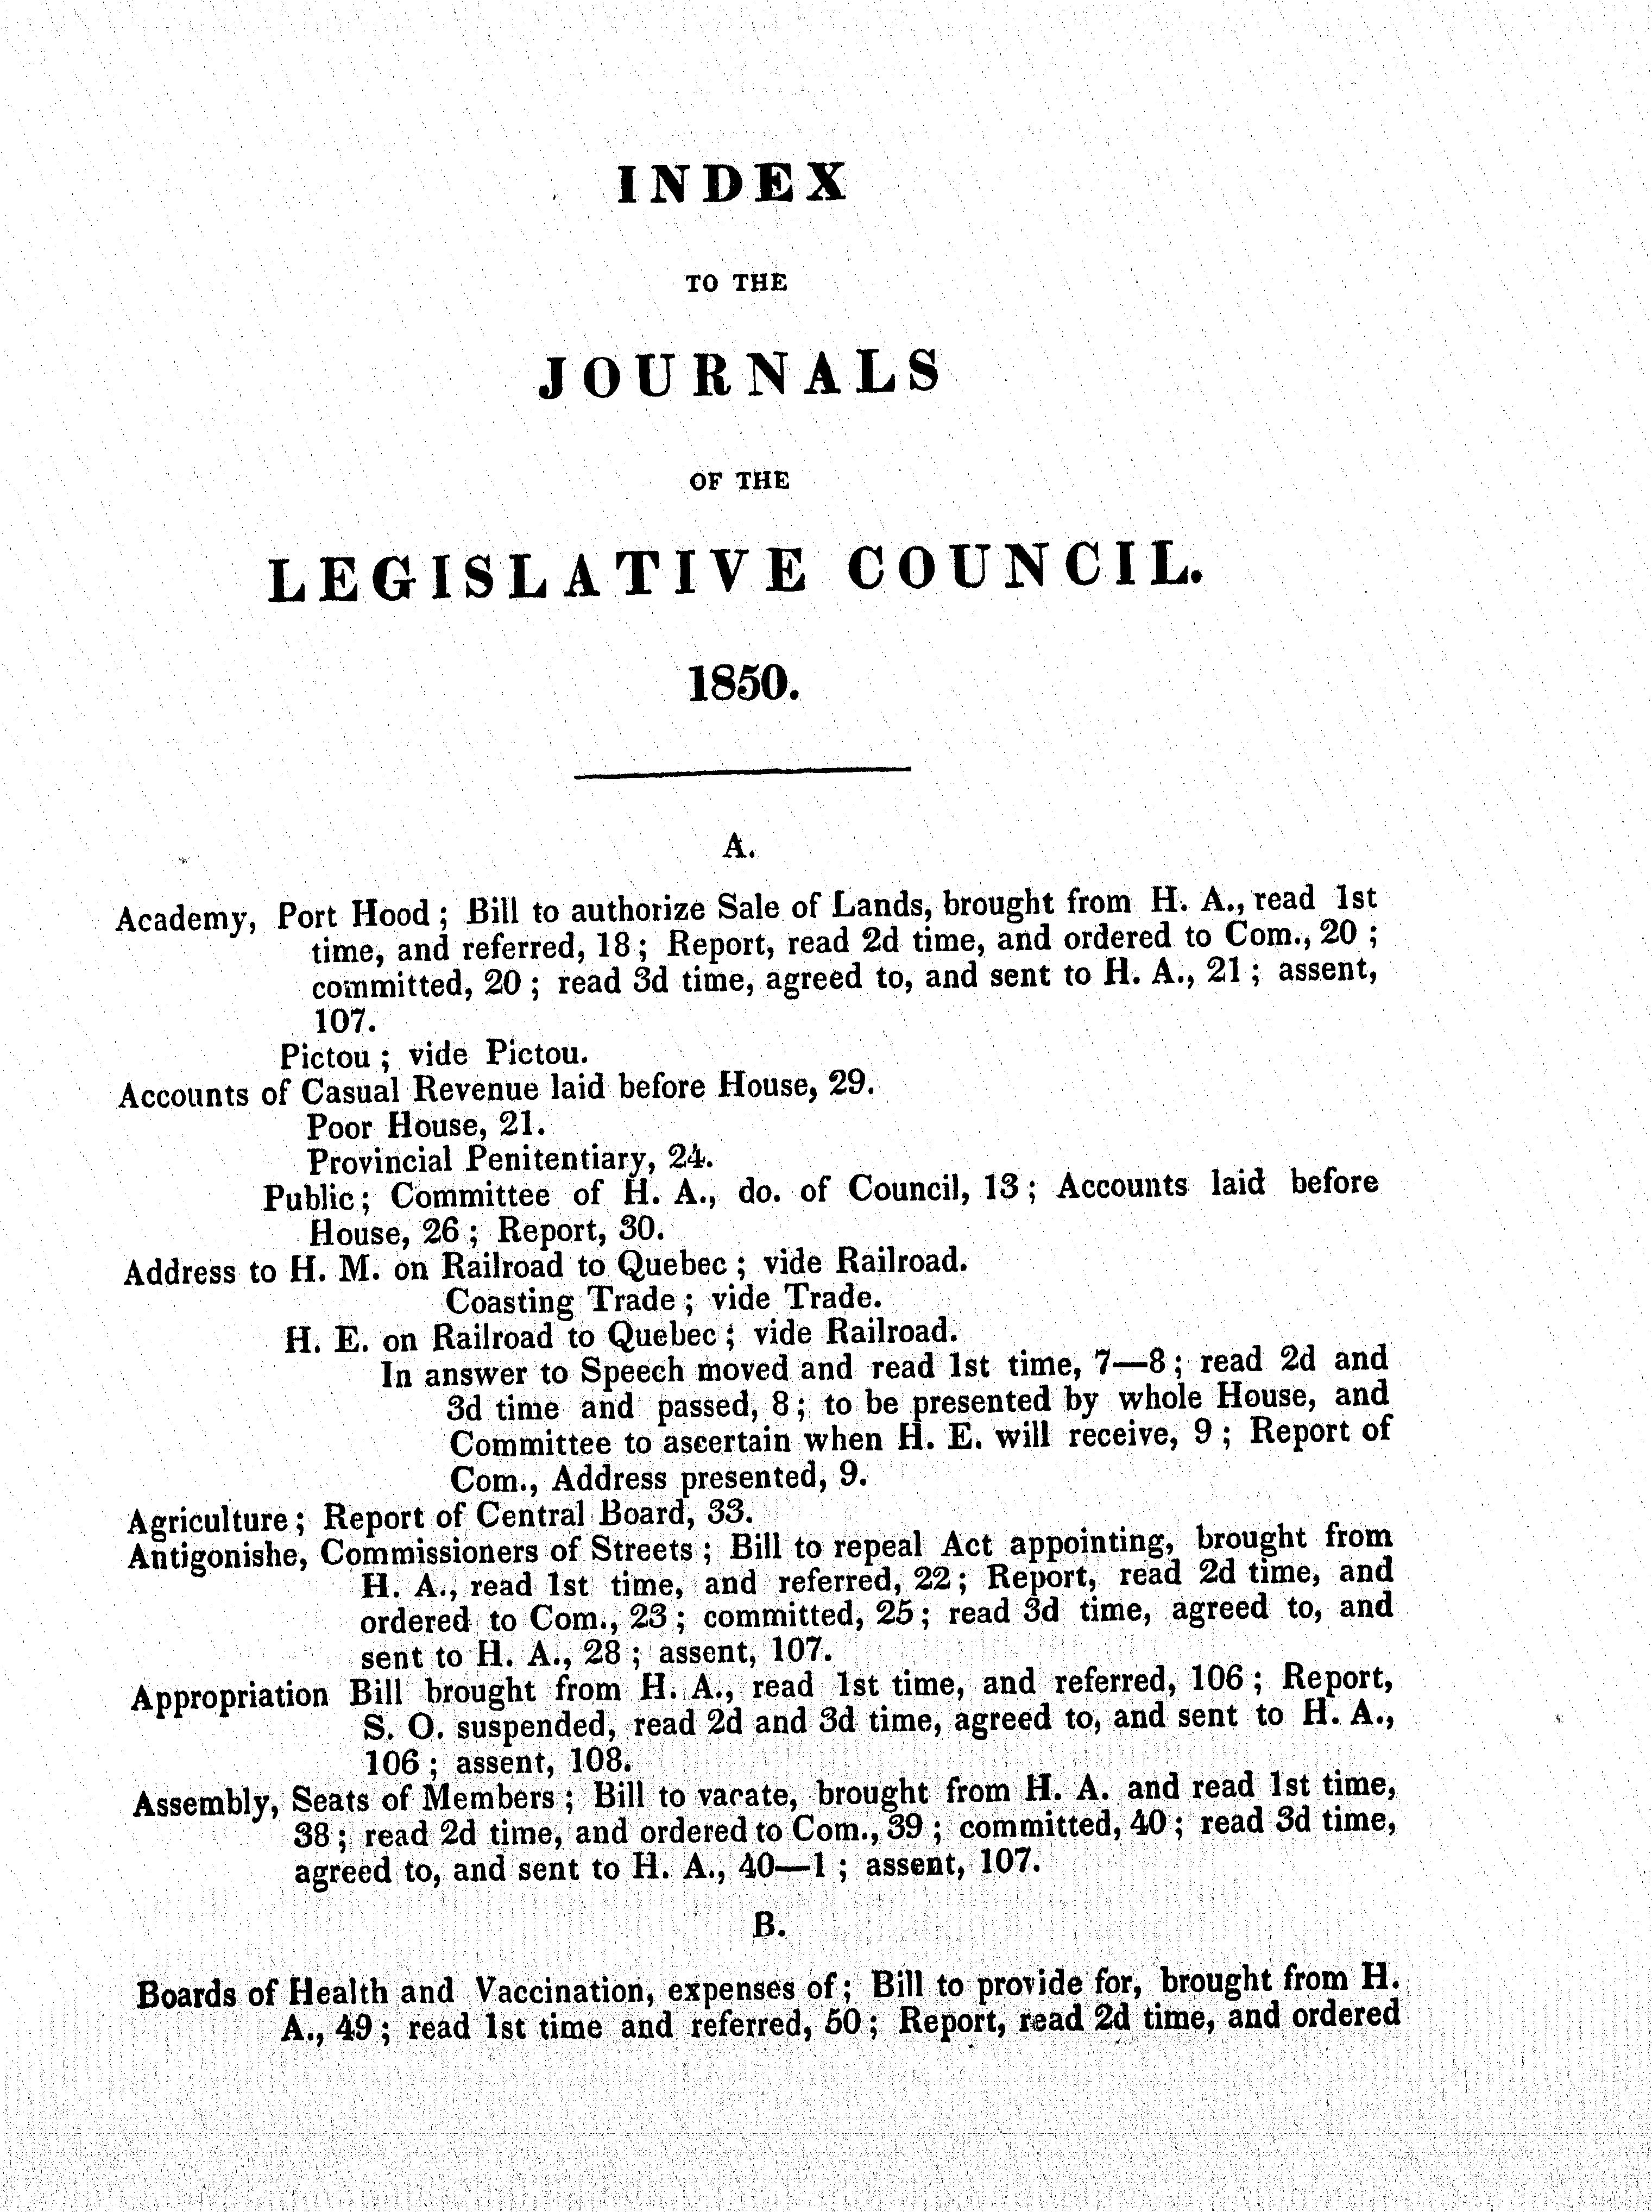 INDEX
TO THE
JOURNALS
OF THE
LEGISLATIVE COUNCIL.
1850.
A.
Academy, Port Hood ; Bill to authorize Sale of Lands, brought from H. A., read 1st
time, and referred, 18 ; Report, read 2d time, and ordered to Com., 20 ;
committed, 20 ; read 3d time, agreed to, and sent to H. A., 21 ; assent,
107.
Pictou ; vide Pictou.
Accounts of Casual Revenue laid before House, 29.
Poor House, 21.
Provincial Penitentiary, 24.
Public ; Committee of H. A., do. of Council, 13 ; Accounts laid before
House, 26 ; Report, 30.
Address to H. M. on Railroad to Quebec ; vide Railroad.
Coasting Trade ; vide Trade.
H. E. on Railroad to Quebec ; vide Railroad.
In answer to Speech moved and read 1st time, 7—8 ; read 2d and
3d time and passed, 8 ; to be presented by whole House, and
Committee to ascertain when H. E. will receive, 9 ; Report of
Com., Address presented, 9.
Agriculture ; Report of Central Board, 33.
Antigonishe, Commissioners of Streets ; Bill to repeal Act appointing, brought from
H. A., read 1st time, and referred, 22 ; Report, read 2d time, and
ordered to Com., 23 ; committed, 25 ; read 3d time, agreed to, and
sent to H. A., 28 ; assent, 107.
Appropriation Bill brought from H. A., read 1st time, and referred, 106 ; Report,
S. O. suspended, read 2d and 3d time, agreed to, and sent to H. A.,
106 ; assent, 108.
Assembly, Seats of Members ; Bill to vacate, brought from H. A. and read 1st time,
38 ; read 2d time, and ordered to Com., 39 ; committed, 40 ; read 3d time,
agreed to, and sent to H. A., 40—1 ; assent, 107.
B.
Boards of Health and Vaccination, expenses of ; Bill to provide for, brought from H.
A., 49 ; read 1st time and referred, 50 ; Report, read 2d time, and ordered